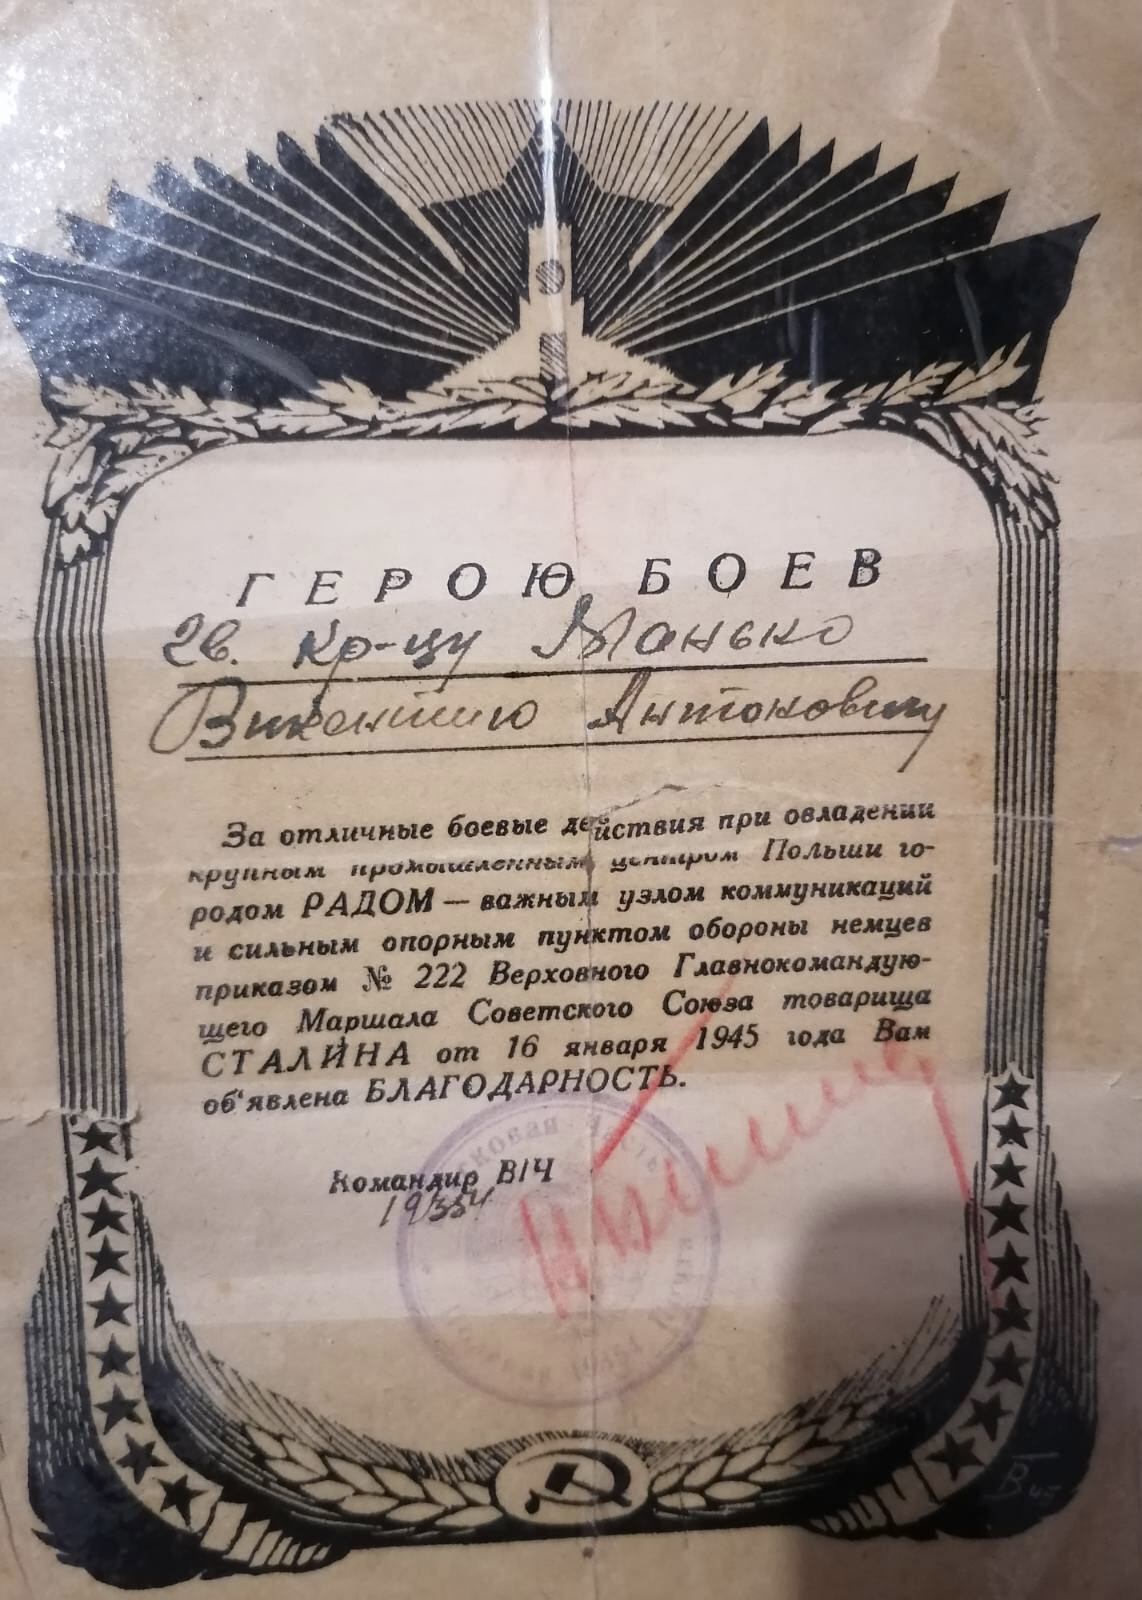 ГЕРОЮ БОЕВ
гв. кр-цу Манько
Викентию Антоновичу
За отличные боевые действия при овладении
крупным промышленным центром Польши го-
родом РАДОМ — важным узлом коммуникаций
и сильным опорным пунктом обороны немцев
приказом № 222 Верховного Главнокомандую-
щего Маршала Советского Союза товарища
СТАЛИНА от 16 января 1945 года Вам
об'явлена БЛАГОДАРНОСТЬ.
Командир В/Ч
19354